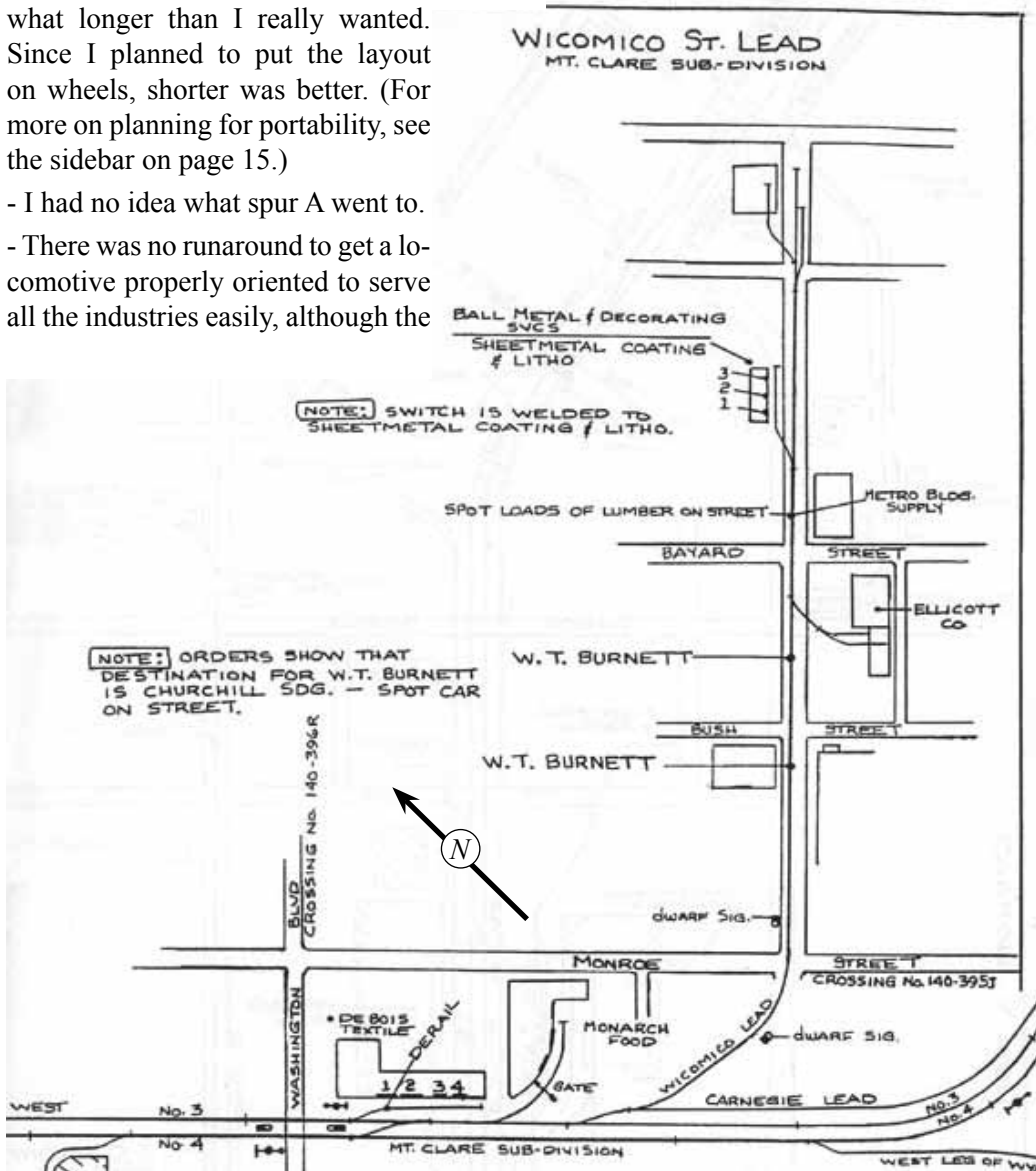 what longer than I really wanted.
Since I planned to put the layout
on wheels, shorter was better. (For
more on planning for portability, see
the sidebar on page 15.)
- I had no idea what spur A went to.
- There was no runaround to get a lo-
comotive properly oriented to serve
all the industries easily, although the
WICOMICO ST. LEAD
MT. CLARE SUB-DIVISION
BALL METAL & DECORATING
SVCS
SHEETMETAL COATING
& LITHO
3
2
1
NOTE: SWITCH IS WELDED TO
SHEETMETAL COATING & LITHO.
SPOT LOADS OF LUMBER ON STREET
METRO BLDG.
SUPPLY
BAYARD STREET
ELLICOTT
CO.
NOTE: ORDERS SHOW THAT
DESTINATION FOR W.T. BURNETT
IS CHURCHILL SDG. — SPOT CAR
ON STREET.
W.T. BURNETT
BUSH STREET
W.T. BURNETT
N
BLVD
CROSSING No. 140-396R
DWARF SIG.
MONROE STREET
CROSSING No. 140-395J
WASHINGTON
DEBOIS
TEXTILE
DERAIL
1 2 3 4
GATE
MONARCH
FOOD
WICOMICO LEAD
DWARF SIG.
CARNEGIE LEAD
WEST
No. 3
No. 3
No. 4
No. 4
MT. CLARE SUB-DIVISION
WEST LEG OF